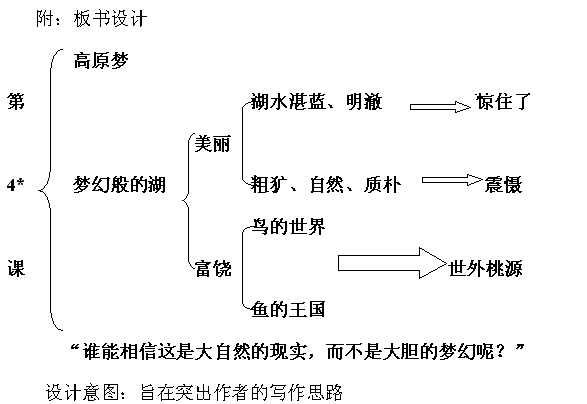 附：板书设计
高原梦
第
湖水湛蓝、明澈
惊住了
美丽
4*
梦幻般的湖
粗犷、自然、质朴
震慑
鸟的世界
课
富饶
世外桃源
鱼的王国
“谁能相信这是大自然的现实，而不是大胆的梦幻呢？”
设计意图：旨在突出作者的写作思路